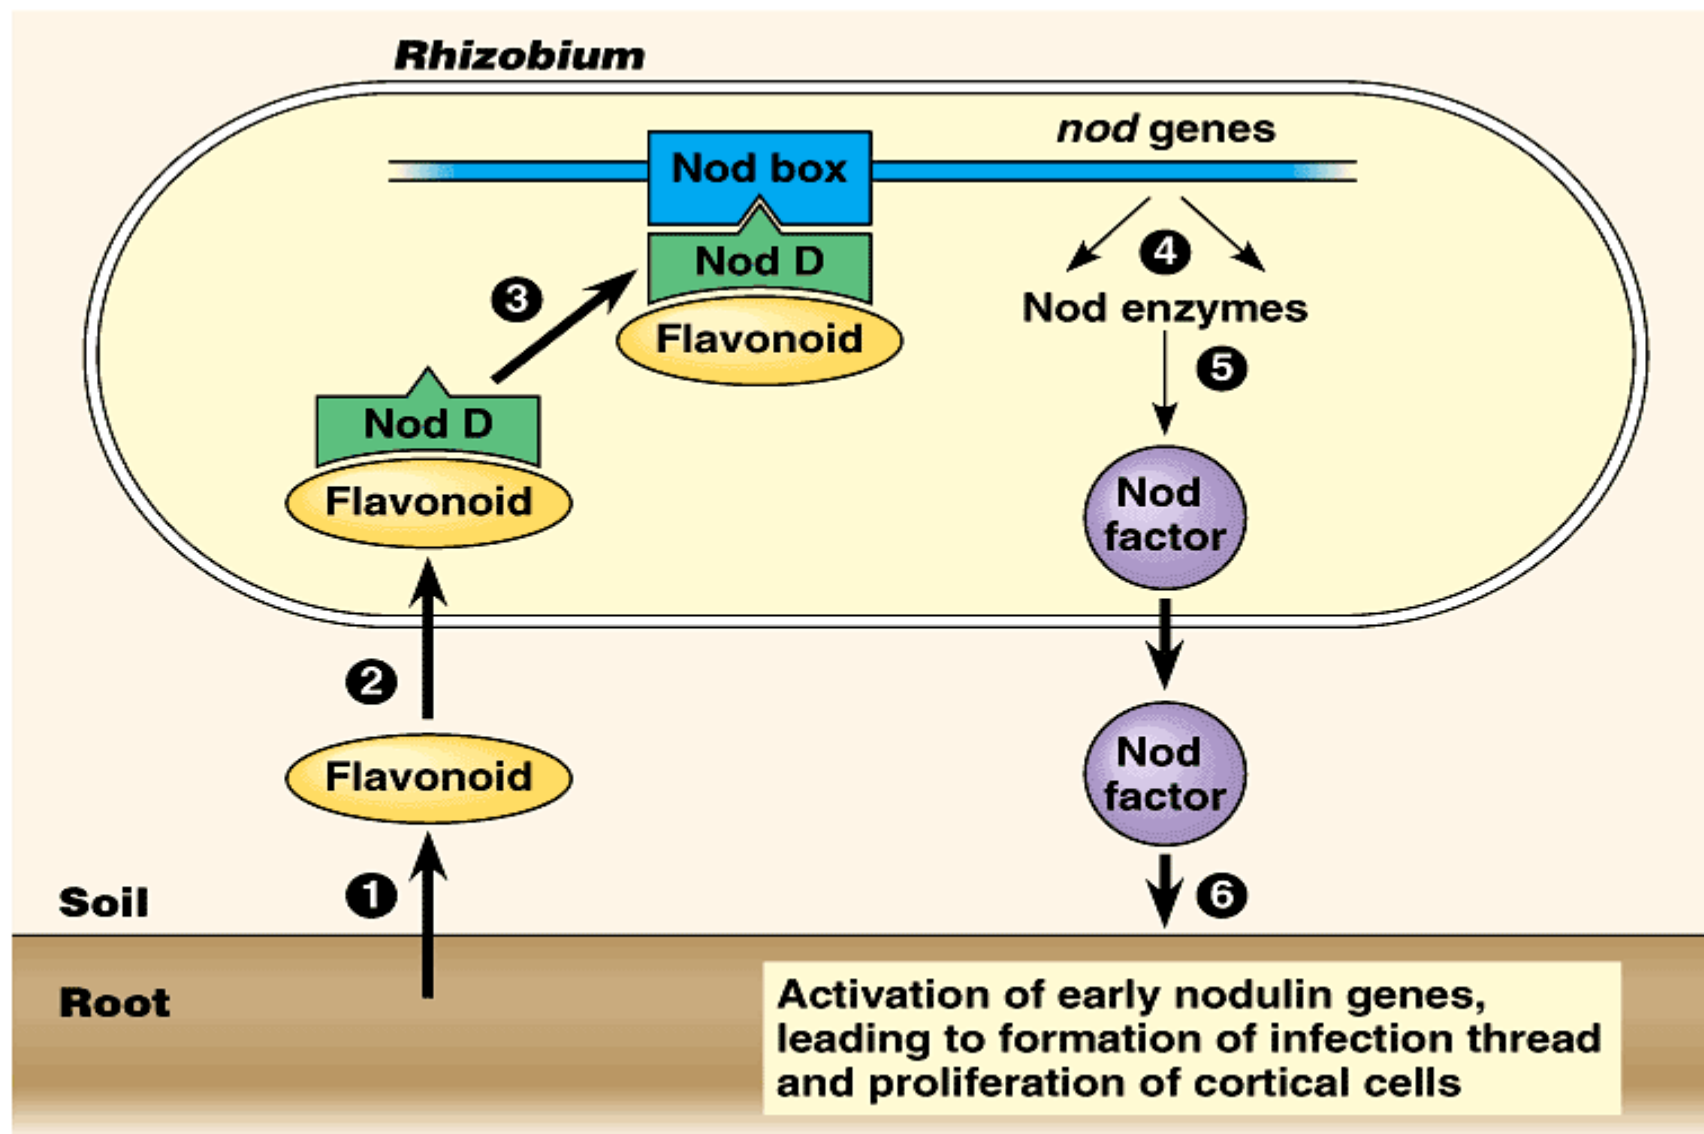 Rhizobium
nod genes
Nod box
Nod D
Flavonoid
3
4
Nod enzymes
5
Nod D
Flavonoid
Nod
factor
2
Flavonoid
Nod
factor
1
6
Soil
Root
Activation of early nodulin genes,
leading to formation of infection thread
and proliferation of cortical cells